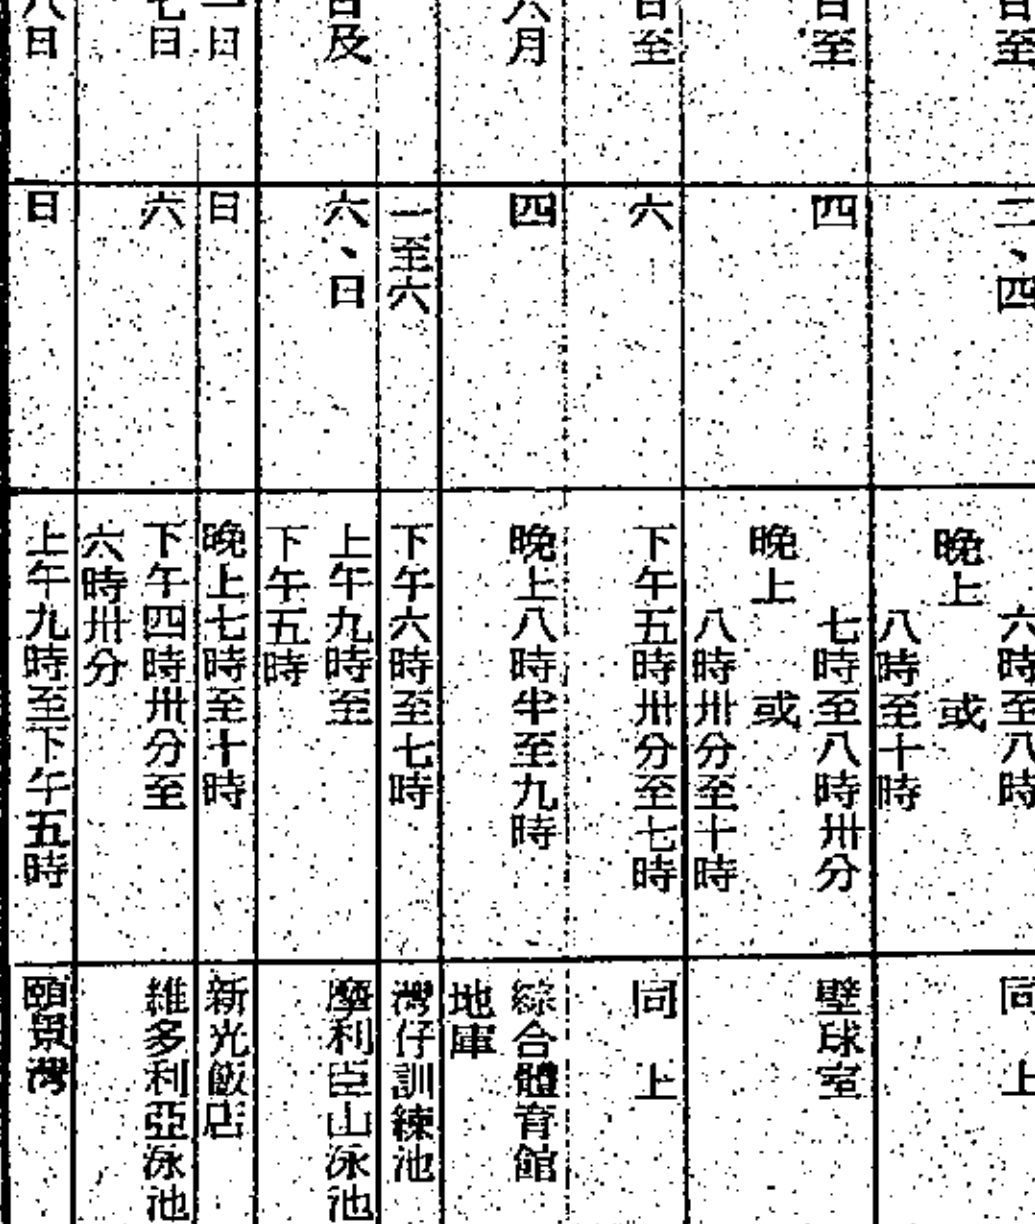 日至
二、四
六時至八時
晚上 或
八時至十時
同上
日至
四
七時至八時卅分
晚上 或
八時卅分至十時
壁球室
日至
六
下午五時卅分至七時
同上
六月
四
晚上八時半至九時
綜合體育館
地庫
一至六
下午六時至七時
灣仔訓練池
日及
六、日
上午九時至
下午五時
摩利臣山泳池
日
日
晚上七時至十時
新光飯店
七日
六
下午四時卅分至
六時卅分
維多利亞泳池
八日
日
上午九時至下午五時
頤景灣